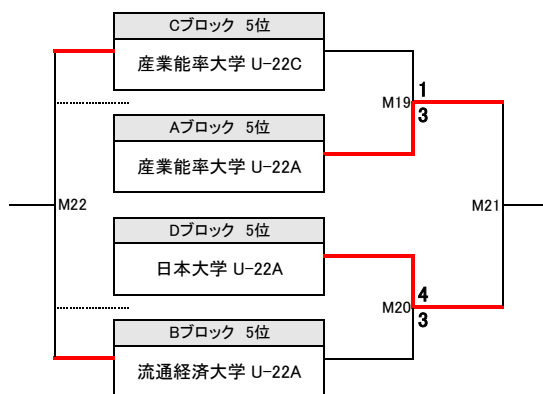 Cブロック 5位
産業能率大学 U-22C
M19
1
3
Aブロック 5位
産業能率大学 U-22A
M22
M21
Dブロック 5位
日本大学 U-22A
M20
4
3
Bブロック 5位
流通経済大学 U-22A